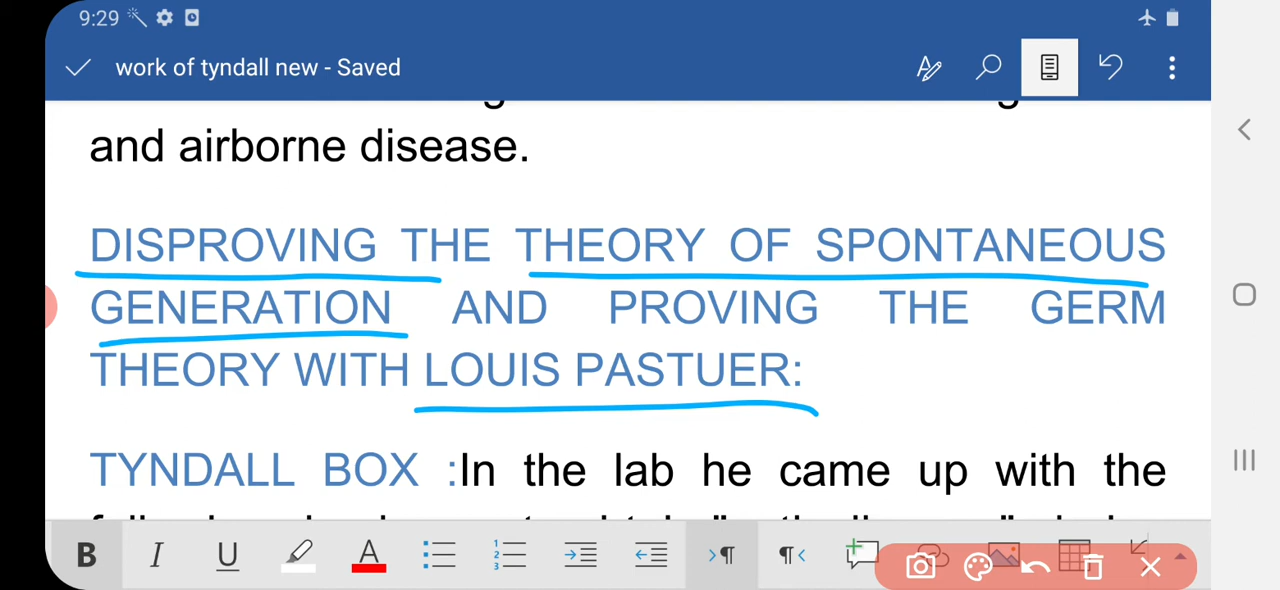 9:29
work of tyndall new - Saved
and airborne disease.
DISPROVING THE THEORY OF SPONTANEOUS
GENERATION AND PROVING THE GERM
THEORY WITH LOUIS PASTUER:
TYNDALL BOX :In the lab he came up with the
B I U A